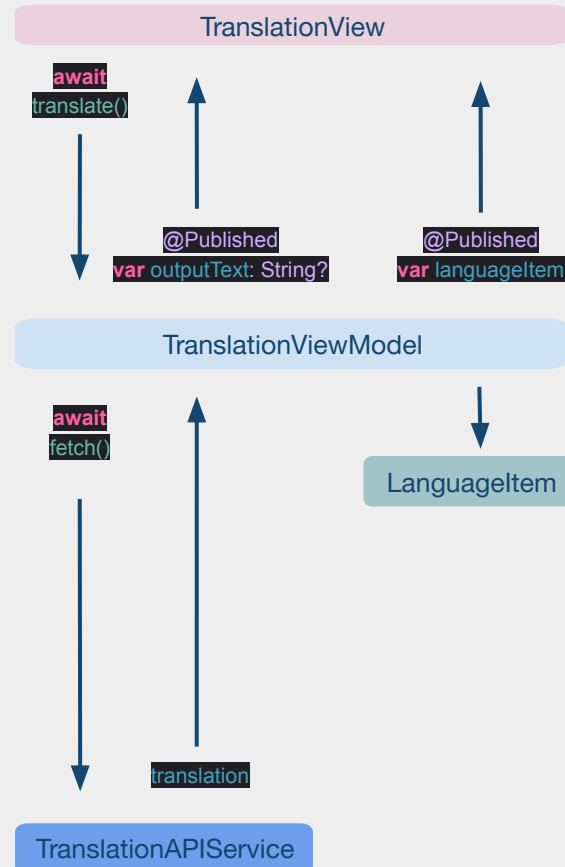 TranslationView
await
translate()
@Published
var outputText: String?
@Published
var languageItem
TranslationViewModel
await
fetch()
LanguageItem
translation
TranslationAPIService